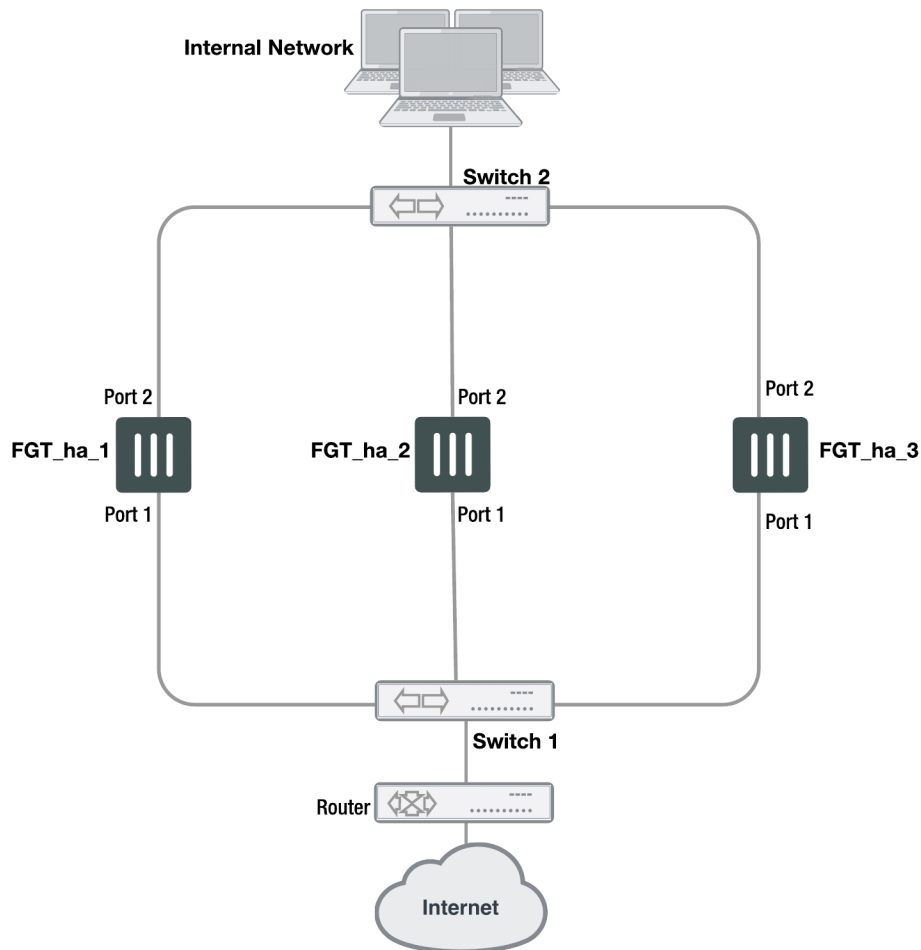 Internal Network
Switch 2
Port 2
Port 2
Port 2
FGT_ha_1
FGT_ha_2
FGT_ha_3
Port 1
Port 1
Port 1
Switch 1
Router
Internet